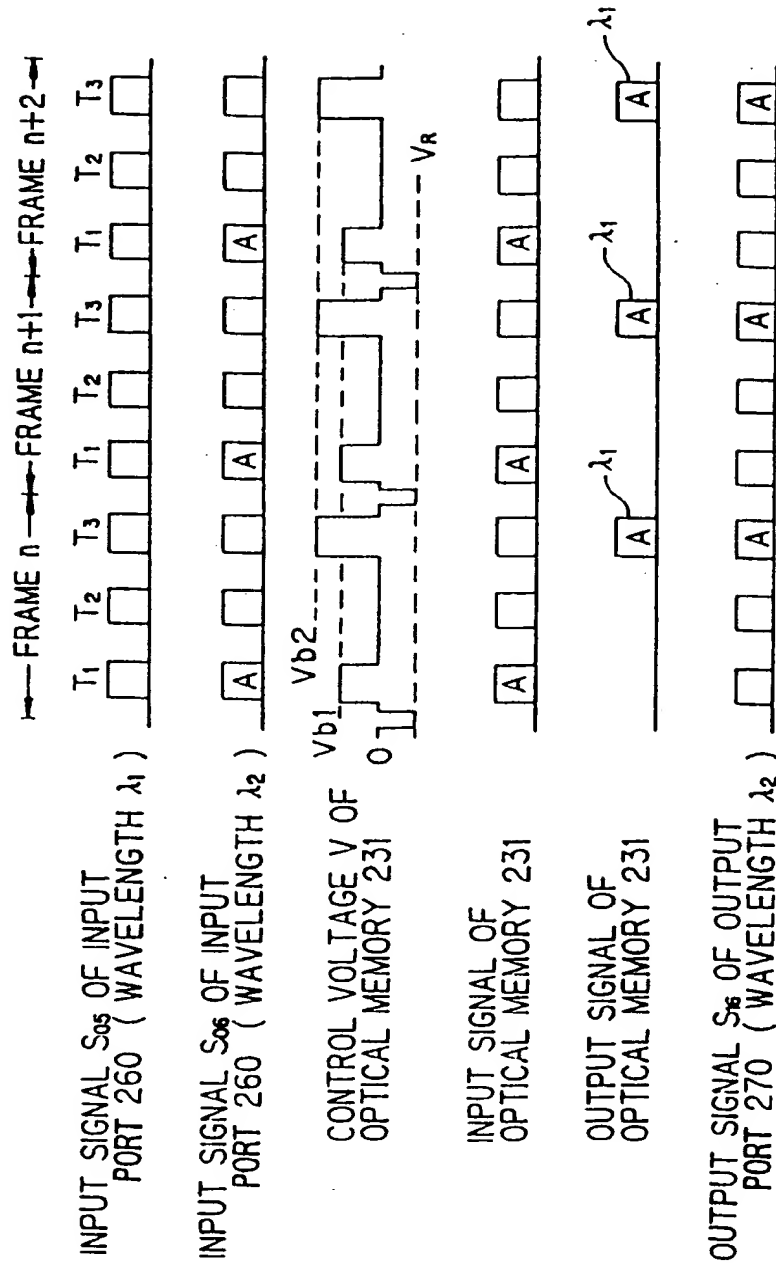 FRAME n FRAME n+1 FRAME n+2
T1 T2 T3 T1 T2 T3 T1 T2 T3
INPUT SIGNAL S05 OF INPUT
PORT 260 ( WAVELENGTH λ1 )
INPUT SIGNAL S06 OF INPUT
PORT 260 ( WAVELENGTH λ2 )
A A A
CONTROL VOLTAGE V OF
OPTICAL MEMORY 231
Vb1
Vb2
0
VR
INPUT SIGNAL OF
OPTICAL MEMORY 231
A A A
OUTPUT SIGNAL OF
OPTICAL MEMORY 231
A A A
λ1 λ1 λ1
OUTPUT SIGNAL S16 OF OUTPUT
PORT 270 ( WAVELENGTH λ2 )
A A A